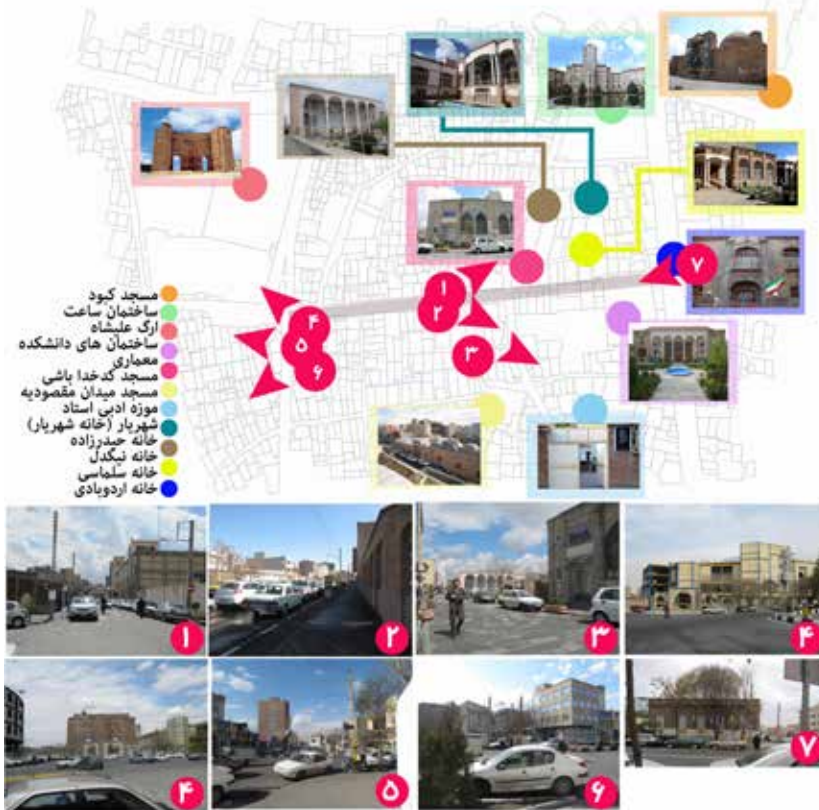 ۷
۱
۲
۳
۴
۵
۶
مسجد کبود
ساختمان ساعت
ارگ علیشاه
ساختمان های دانشکده
معماری
مسجد کدخدا باشی
مسجد میدان مقصودیه
موزه ادبی استاد
شهریار (خانه شهریار)
خانه حیدرزاده
خانه نیکدل
خانه سلماسی
خانه اردوبادی
۱
۲
۳
۴
۴
۵
۶
۷